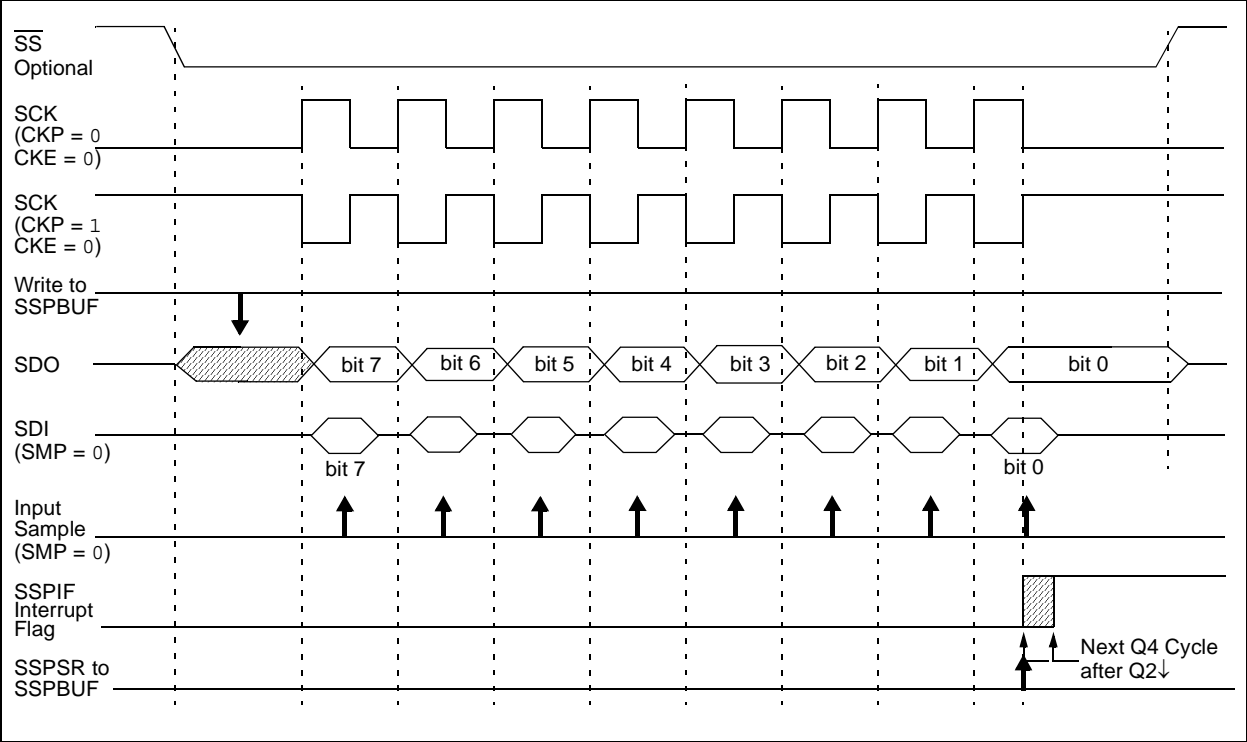 SS
Optional
SCK
(CKP = 0
CKE = 0)
SCK
(CKP = 1
CKE = 0)
Write to
SSPBUF
SDO
bit 7 bit 6 bit 5 bit 4 bit 3 bit 2 bit 1 bit 0
SDI
(SMP = 0)
bit 7 bit 0
Input
Sample
(SMP = 0)
SSPIF
Interrupt
Flag
Next Q4 Cycle
after Q2↓
SSPSR to
SSPBUF